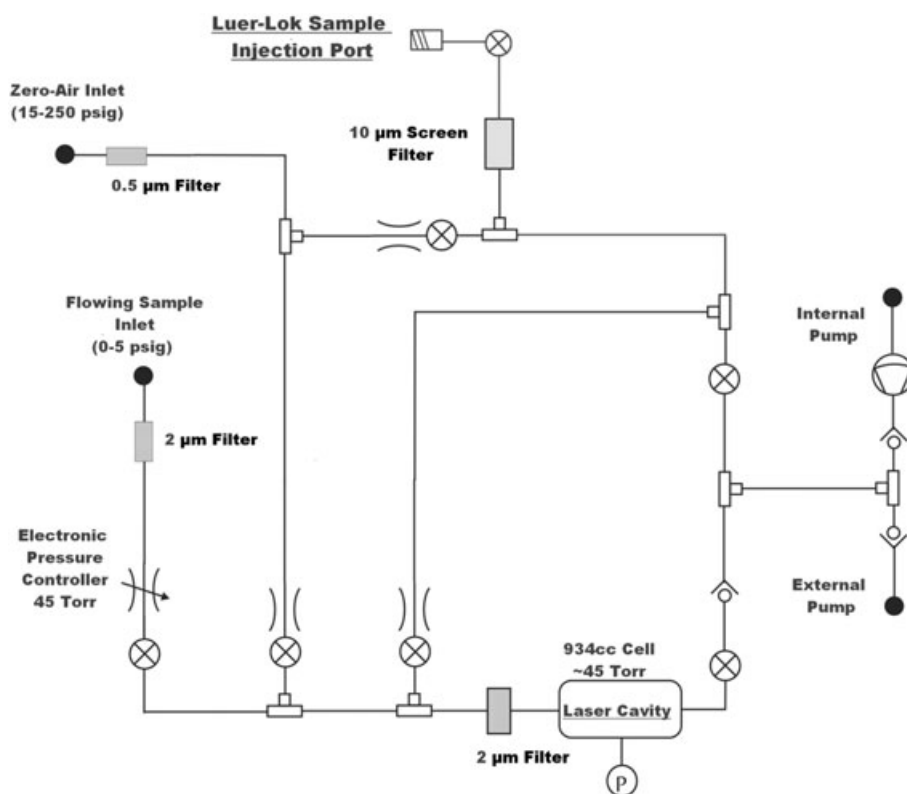 Luer-Lok Sample
Injection Port
Zero-Air Inlet
(15-250 psig)
0.5 µm Filter
10 µm Screen
Filter
Flowing Sample
Inlet
(0-5 psig)
2 µm Filter
Internal
Pump
Electronic
Pressure
Controller
45 Torr
External
Pump
934cc Cell
~45 Torr
Laser Cavity
2 µm Filter
P